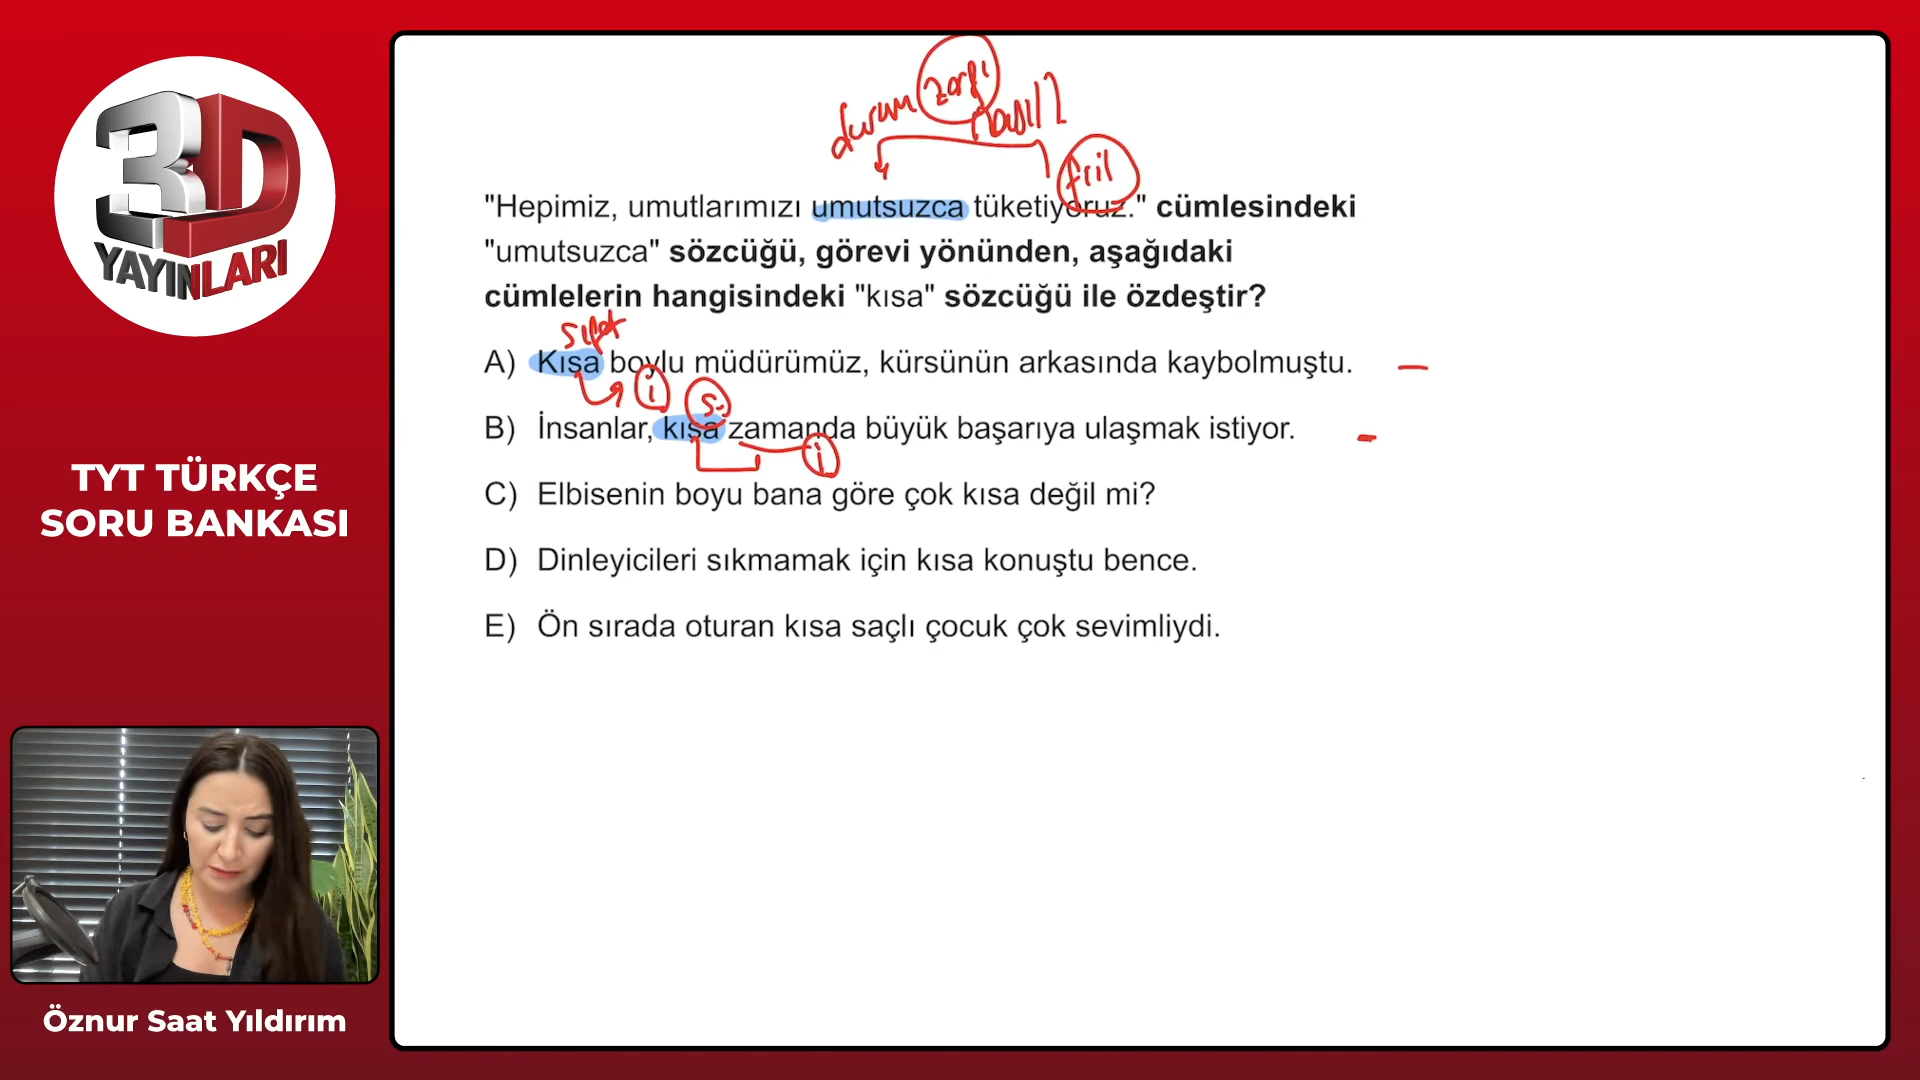 3D
YAYINLARI
TYT TÜRKÇE
SORU BANKASI
durum zarfı
nasıl?
fiil
"Hepimiz, umutlarımızı umutsuzca tüketiyoruz." cümlesindeki
"umutsuzca" sözcüğü, görevi yönünden, aşağıdaki
cümlelerin hangisindeki "kısa" sözcüğü ile özdeştir?
sıfat
A) Kısa boylu müdürümüz, kürsünün arkasında kaybolmuştu.
i
s.
B) İnsanlar, kısa zamanda büyük başarıya ulaşmak istiyor.
i
C) Elbisenin boyu bana göre çok kısa değil mi?
D) Dinleyicileri sıkmamak için kısa konuştu bence.
E) Ön sırada oturan kısa saçlı çocuk çok sevimliydi.
Öznur Saat Yıldırım